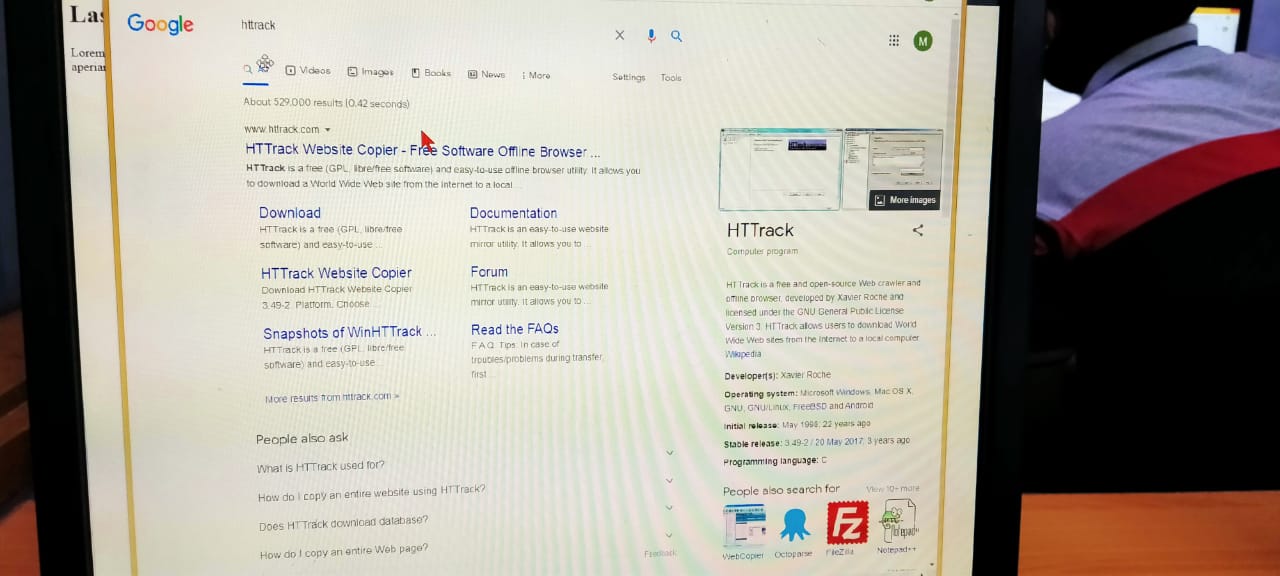 Las
Lorem
aperia
Google
httrack
M
Videos
Images
Books
News
More
Settings
Tools
About 529,000 results (0.42 seconds)
www.httrack.com
HTTrack Website Copier - Free Software Offline Browser ...
HTTrack is a free (GPL, libre/free software) and easy-to-use offline browser utility. It allows you
to download a World Wide Web site from the Internet to a local ...
Download
HTTrack is a free (GPL, libre/free
software) and easy-to-use ...
Documentation
HTTrack is an easy-to-use website
mirror utility. It allows you to ...
HTTrack Website Copier
Download HTTrack Website Copier
3.49-2. Platform, Choose ...
Forum
HTTrack is an easy-to-use website
mirror utility. It allows you to ...
Snapshots of WinHTTrack ...
HTTrack is a free (GPL, libre/free
software) and easy-to-use ...
Read the FAQs
F.A.Q. Tips: In case of
troubles/problems during transfer,
first ...
More results from httrack.com »
People also ask
What is HTTrack used for?
How do I copy an entire website using HTTrack?
Does HTTrack download database?
How do I copy an entire Web page?
Feedback
More images
HTTrack
Computer program
HTTrack is a free and open-source Web crawler and
offline browser, developed by Xavier Roche and
licensed under the GNU General Public License
Version 3. HTTrack allows users to download World
Wide Web sites from the Internet to a local computer.
Wikipedia
Developer(s): Xavier Roche
Operating system: Microsoft Windows, Mac OS X,
GNU, GNU/Linux, FreeBSD and Android
Initial release: May 1998; 22 years ago
Stable release: 3.49-2 / 20 May 2017; 3 years ago
Programming language: C
People also search for
View 10+ more
WebCopier
Octoparse
FileZilla
Notepad++